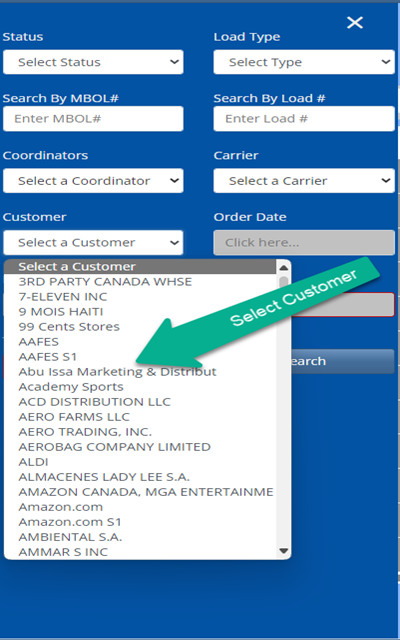 Status
Load Type
Select Status
Select Type
Search By MBOL#
Search By Load #
Enter MBOL#
Enter Load #
Coordinators
Carrier
Select a Coordinator
Select a Carrier
Customer
Order Date
Select a Customer
Click here...
Select a Customer
3RD PARTY CANADA WHSE
7-ELEVEN INC
9 MOIS HAITI
99 Cents Stores
AAFES
AAFES S1
Abu Issa Marketing & Distribut
Academy Sports
ACD DISTRIBUTION LLC
AERO FARMS LLC
AERO TRADING, INC.
AEROBAG COMPANY LIMITED
ALDI
ALMACENES LADY LEE S.A.
AMAZON CANADA, MGA ENTERTAINME
Amazon.com
Amazon.com S1
AMBIENTAL S.A.
AMMAR S INC
Select Customer
earch